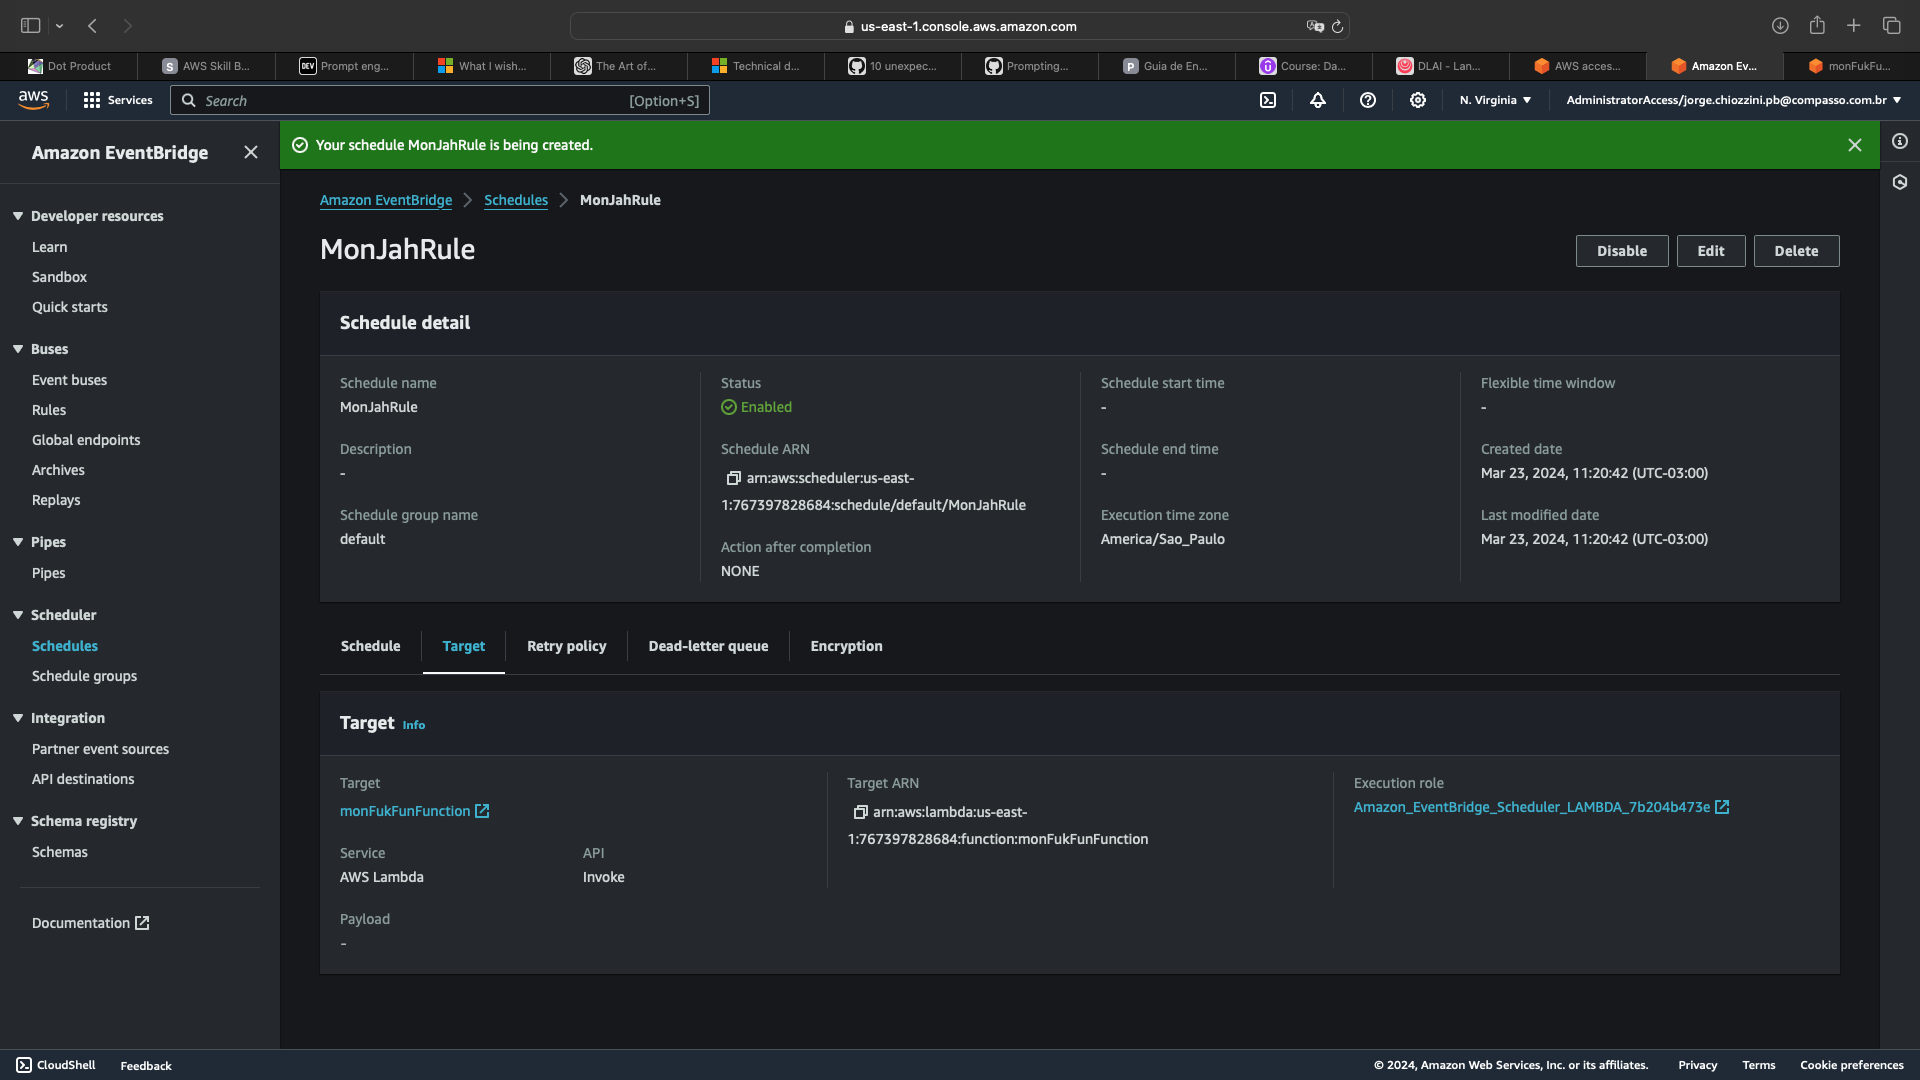 us-east-1.console.aws.amazon.com
Dot Product
AWS Skill B...
DEV Prompt eng...
What I wish...
The Art of...
Technical d...
10 unexpec...
Prompting...
P Guia de En...
Course: Da...
DLAI - Lan...
AWS acces...
Amazon Ev...
monFukFu...
aws
Services
Search
[Option+S]
N. Virginia
AdministratorAccess/jorge.chiozzini.pb@compasso.com.br
Amazon EventBridge
Developer resources
Learn
Sandbox
Quick starts
Buses
Event buses
Rules
Global endpoints
Archives
Replays
Pipes
Pipes
Scheduler
Schedules
Schedule groups
Integration
Partner event sources
API destinations
Schema registry
Schemas
Documentation
Your schedule MonJahRule is being created.
Amazon EventBridge > Schedules > MonJahRule
MonJahRule
Disable
Edit
Delete
Schedule detail
Schedule name
MonJahRule
Description
-
Schedule group name
default
Status
Enabled
Schedule ARN
arn:aws:scheduler:us-east-
1:767397828684:schedule/default/MonJahRule
Action after completion
NONE
Schedule start time
-
Schedule end time
-
Execution time zone
America/Sao_Paulo
Flexible time window
-
Created date
Mar 23, 2024, 11:20:42 (UTC-03:00)
Last modified date
Mar 23, 2024, 11:20:42 (UTC-03:00)
Schedule
Target
Retry policy
Dead-letter queue
Encryption
Target Info
Target
monFukFunFunction
Service
AWS Lambda
API
Invoke
Payload
-
Target ARN
arn:aws:lambda:us-east-
1:767397828684:function:monFukFunFunction
Execution role
Amazon_EventBridge_Scheduler_LAMBDA_7b204b473e
CloudShell
Feedback
© 2024, Amazon Web Services, Inc. or its affiliates.
Privacy
Terms
Cookie preferences